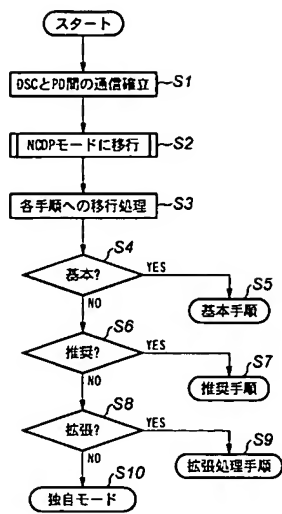 スタート
DSCとPD間の通信確立 S1
NCDPモードに移行 S2
各手順への移行処理 S3
S4
基本? YES
S5
NO 基本手順
S6
推奨? YES
S7
NO 推奨手順
S8
拡張? YES
S9
NO 拡張処理手順
S10
独自モード